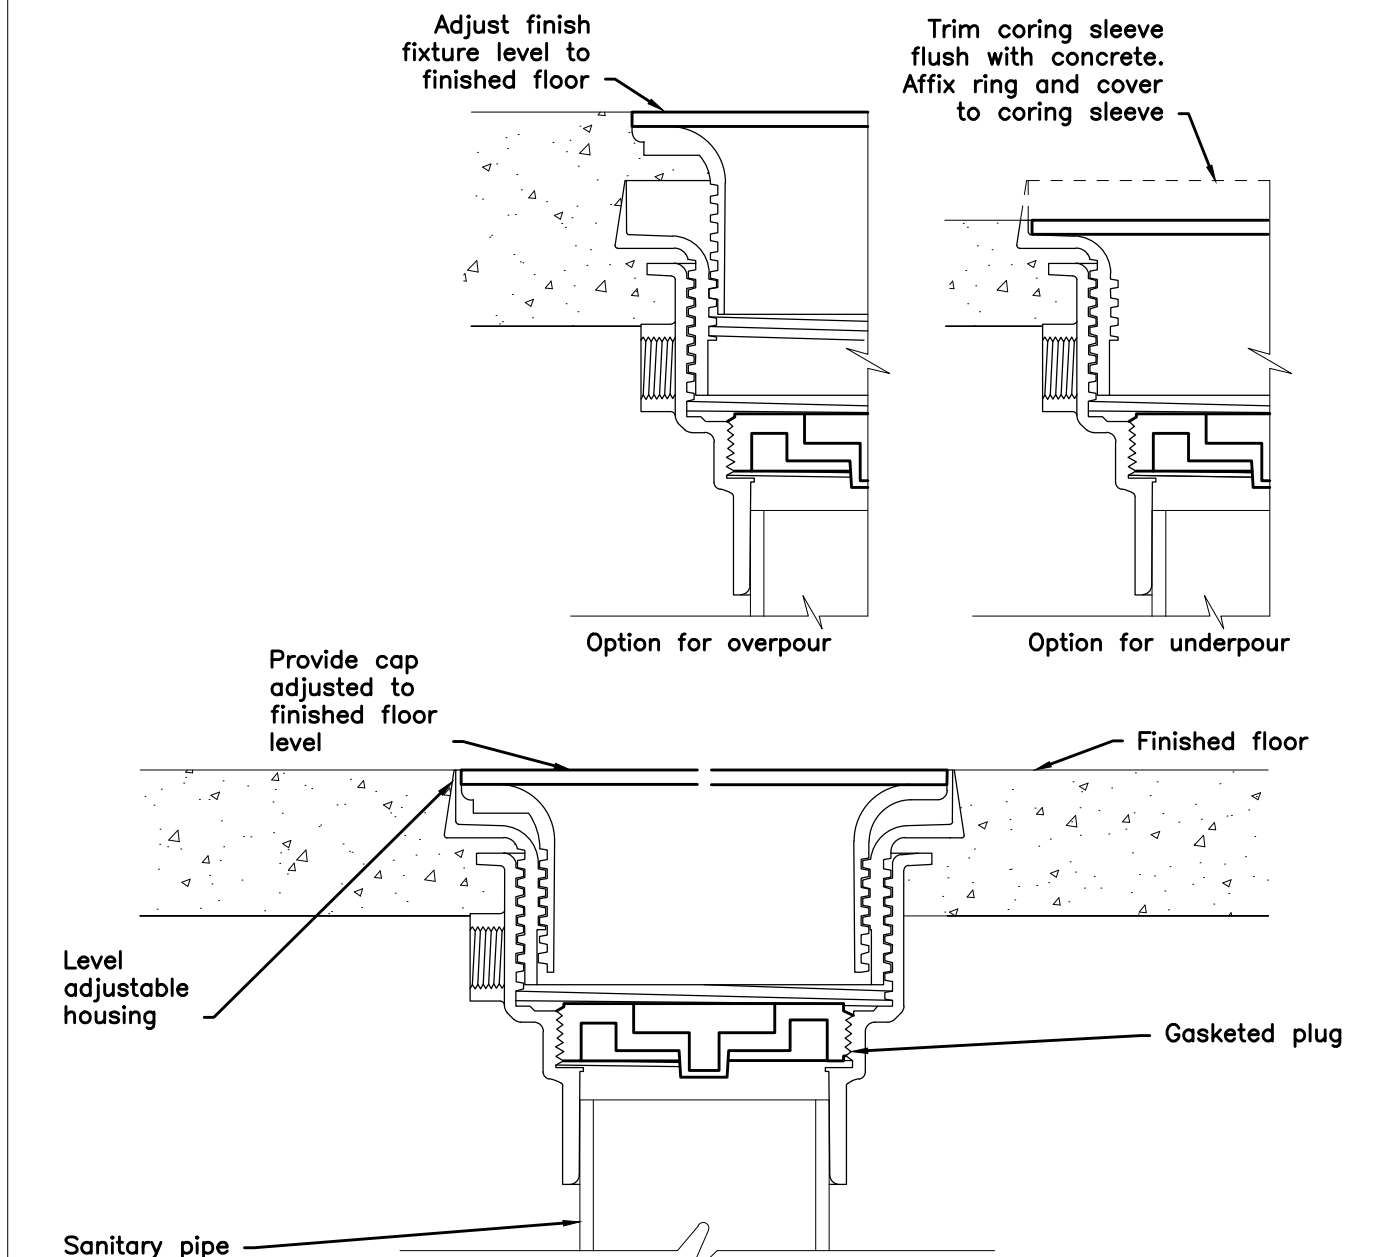 Adjust finish
fixture level to
finished floor
Trim coring sleeve
flush with concrete.
Affix ring and cover
to coring sleeve
Option for overpour
Option for underpour
Provide cap
adjusted to
finished floor
level
Finished floor
Level
adjustable
housing
Gasketed plug
Sanitary pipe